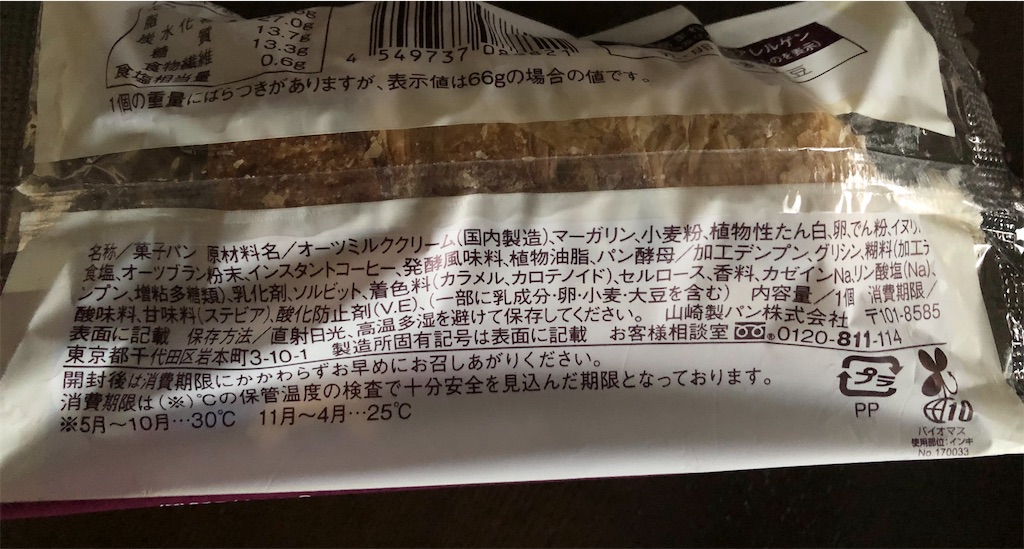 27.0g
炭水化
糖質 13.7g
食物繊維 13.3g
食塩相当量 0.6g
4 549737
レルゲン
のを表示)
豆
1個の重量にばらつきがありますが、表示値は66gの場合の値です。
名称/菓子パン 原材料名/オーツミルククリーム(国内製造)、マーガリン、小麦粉、植物性たん白、卵、でん粉、イヌリン、
食塩、オーツブラン粉末、インスタントコーヒー、発酵風味料、植物油脂、パン酵母/加工デンプン、グリシン、糊料(加工デ
ンプン、増粘多糖類)、乳化剤、ソルビット、着色料(カラメル、カロテノイド)、セルロース、香料、カゼインNa、リン酸塩(Na)、
酸味料、甘味料(ステビア)、酸化防止剤(V.E)、(一部に乳成分・卵・小麦・大豆を含む) 内容量/1個 消費期限/
表面に記載 保存方法/直射日光、高温多湿を避けて保存してください。 山崎製パン株式会社 〒101-8585
東京都千代田区岩本町3-10-1 製造所固有記号は表面に記載 お客様相談室 0120-811-114
開封後は消費期限にかかわらずお早めにお召しあがりください。
消費期限は(※)℃の保管温度の検査で十分安全を見込んだ期限となっております。
※5月〜10月…30℃ 11月〜4月…25℃
プラ
PP
バイオマス
使用部位:インキ
No.170033